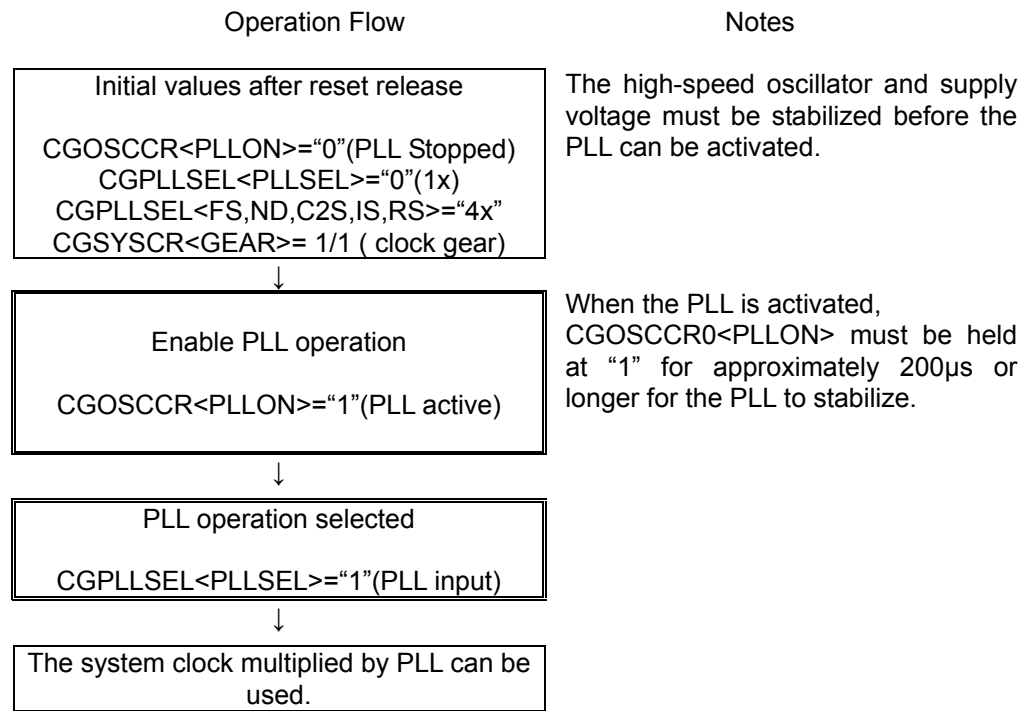 Operation Flow
Notes
Initial values after reset release
CGOSCCR<PLLON>=“0”(PLL Stopped)
CGPLLSEL<PLLSEL>=“0”(1x)
CGPLLSEL<FS,ND,C2S,IS,RS>=“4x”
CGSYSCR<GEAR>= 1/1 ( clock gear)
The high-speed oscillator and supply
voltage must be stabilized before the
PLL can be activated.
↓
Enable PLL operation
CGOSCCR<PLLON>=“1”(PLL active)
When the PLL is activated,
CGOSCCR0<PLLON> must be held
at “1” for approximately 200µs or
longer for the PLL to stabilize.
↓
PLL operation selected
CGPLLSEL<PLLSEL>=“1”(PLL input)
↓
The system clock multiplied by PLL can be
used.